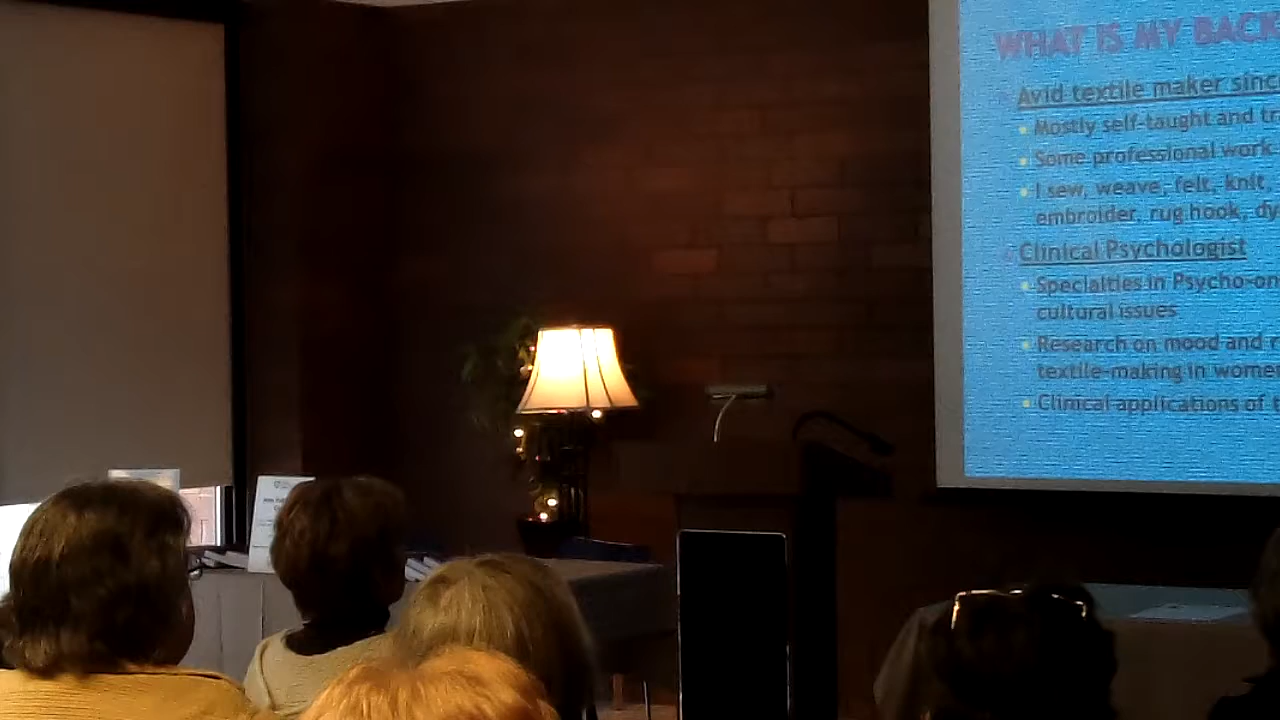 WHAT IS MY BACK
Avid textile maker sinc
Mostly self-taught and tr
Some professional work
I sew, weave, felt, knit,
embroider, rug hook, dy
Clinical Psychologist
Specialties in Psycho-on
cultural issues
Research on mood and
textile-making in wome
Clinical applications of